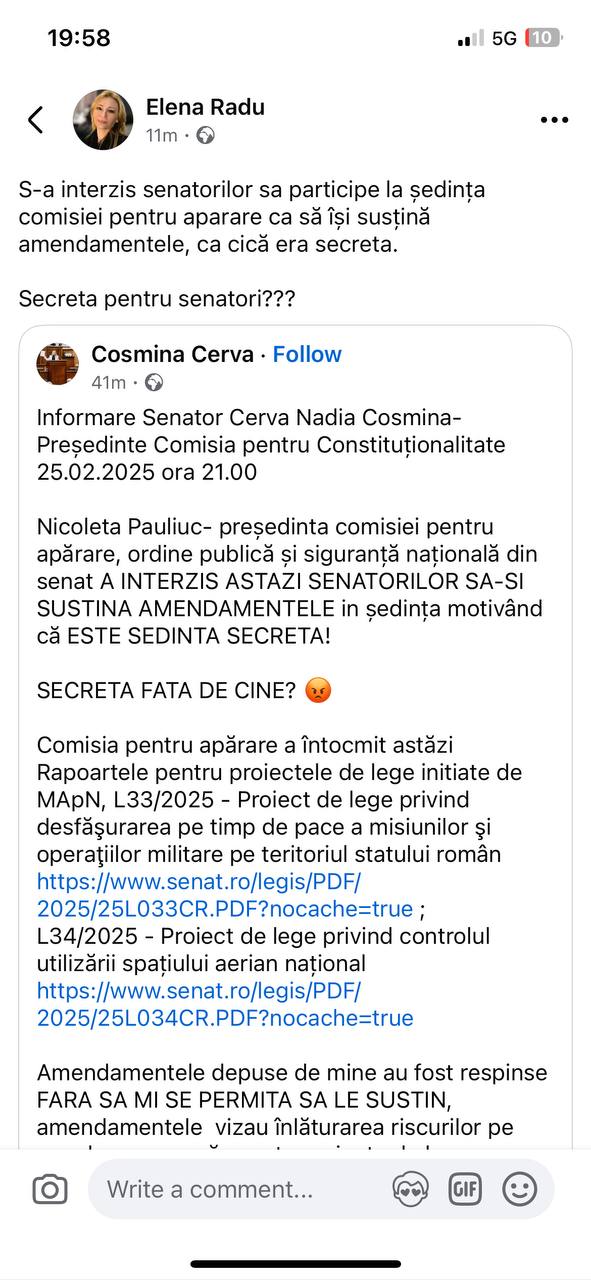 19:58
5G 10
Elena Radu
11m ·
S-a interzis senatorilor sa participe la ședința
comisiei pentru aparare ca să își susțină
amendamentele, ca cică era secreta.
Secreta pentru senatori???
Cosmina Cerva · Follow
41m ·
Informare Senator Cerva Nadia Cosmina-
Președinte Comisia pentru Constituționalitate
25.02.2025 ora 21.00
Nicoleta Pauliuc- președinta comisiei pentru
apărare, ordine publică și siguranță națională din
senat A INTERZIS ASTAZI SENATORILOR SA-SI
SUSTINA AMENDAMENTELE in ședința motivând
că ESTE SEDINTA SECRETA!
SECRETA FATA DE CINE? 😡
Comisia pentru apărare a întocmit astăzi
Rapoartele pentru proiectele de lege initiate de
MApN, L33/2025 - Proiect de lege privind
desfăşurarea pe timp de pace a misiunilor şi
operaţiilor militare pe teritoriul statului român
https://www.senat.ro/legis/PDF/
2025/25L033CR.PDF?nocache=true ;
L34/2025 - Proiect de lege privind controlul
utilizării spațiului aerian național
https://www.senat.ro/legis/PDF/
2025/25L034CR.PDF?nocache=true
Amendamentele depuse de mine au fost respinse
FARA SA MI SE PERMITA SA LE SUSTIN,
amendamentele  vizau înlăturarea riscurilor pe
Write a comment...
GIF